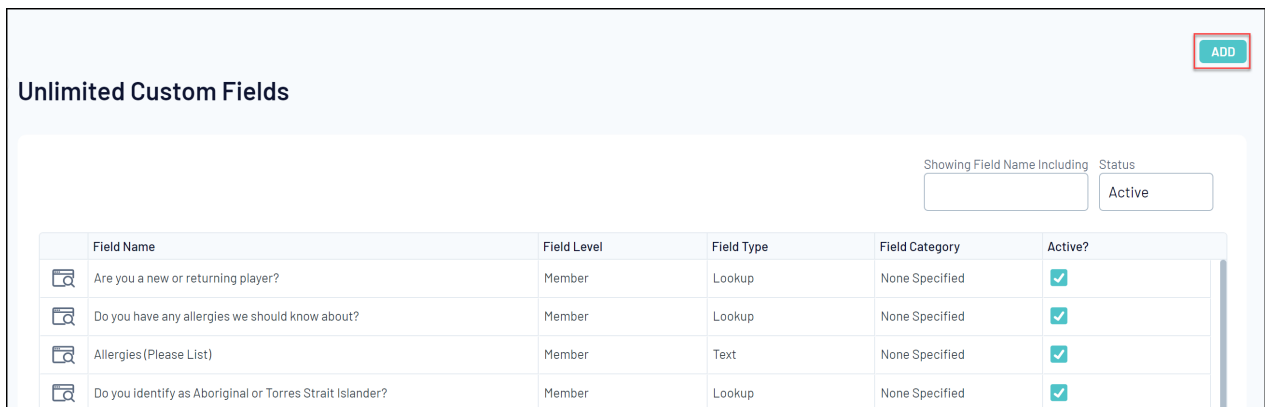 ADD
Unlimited Custom Fields
Showing Field Name Including Status
Active
Field Name Field Level Field Type Field Category Active?
Are you a new or returning player? Member Lookup None Specified
Do you have any allergies we should know about? Member Lookup None Specified
Allergies (Please List) Member Text None Specified
Do you identify as Aboriginal or Torres Strait Islander? Member Lookup None Specified